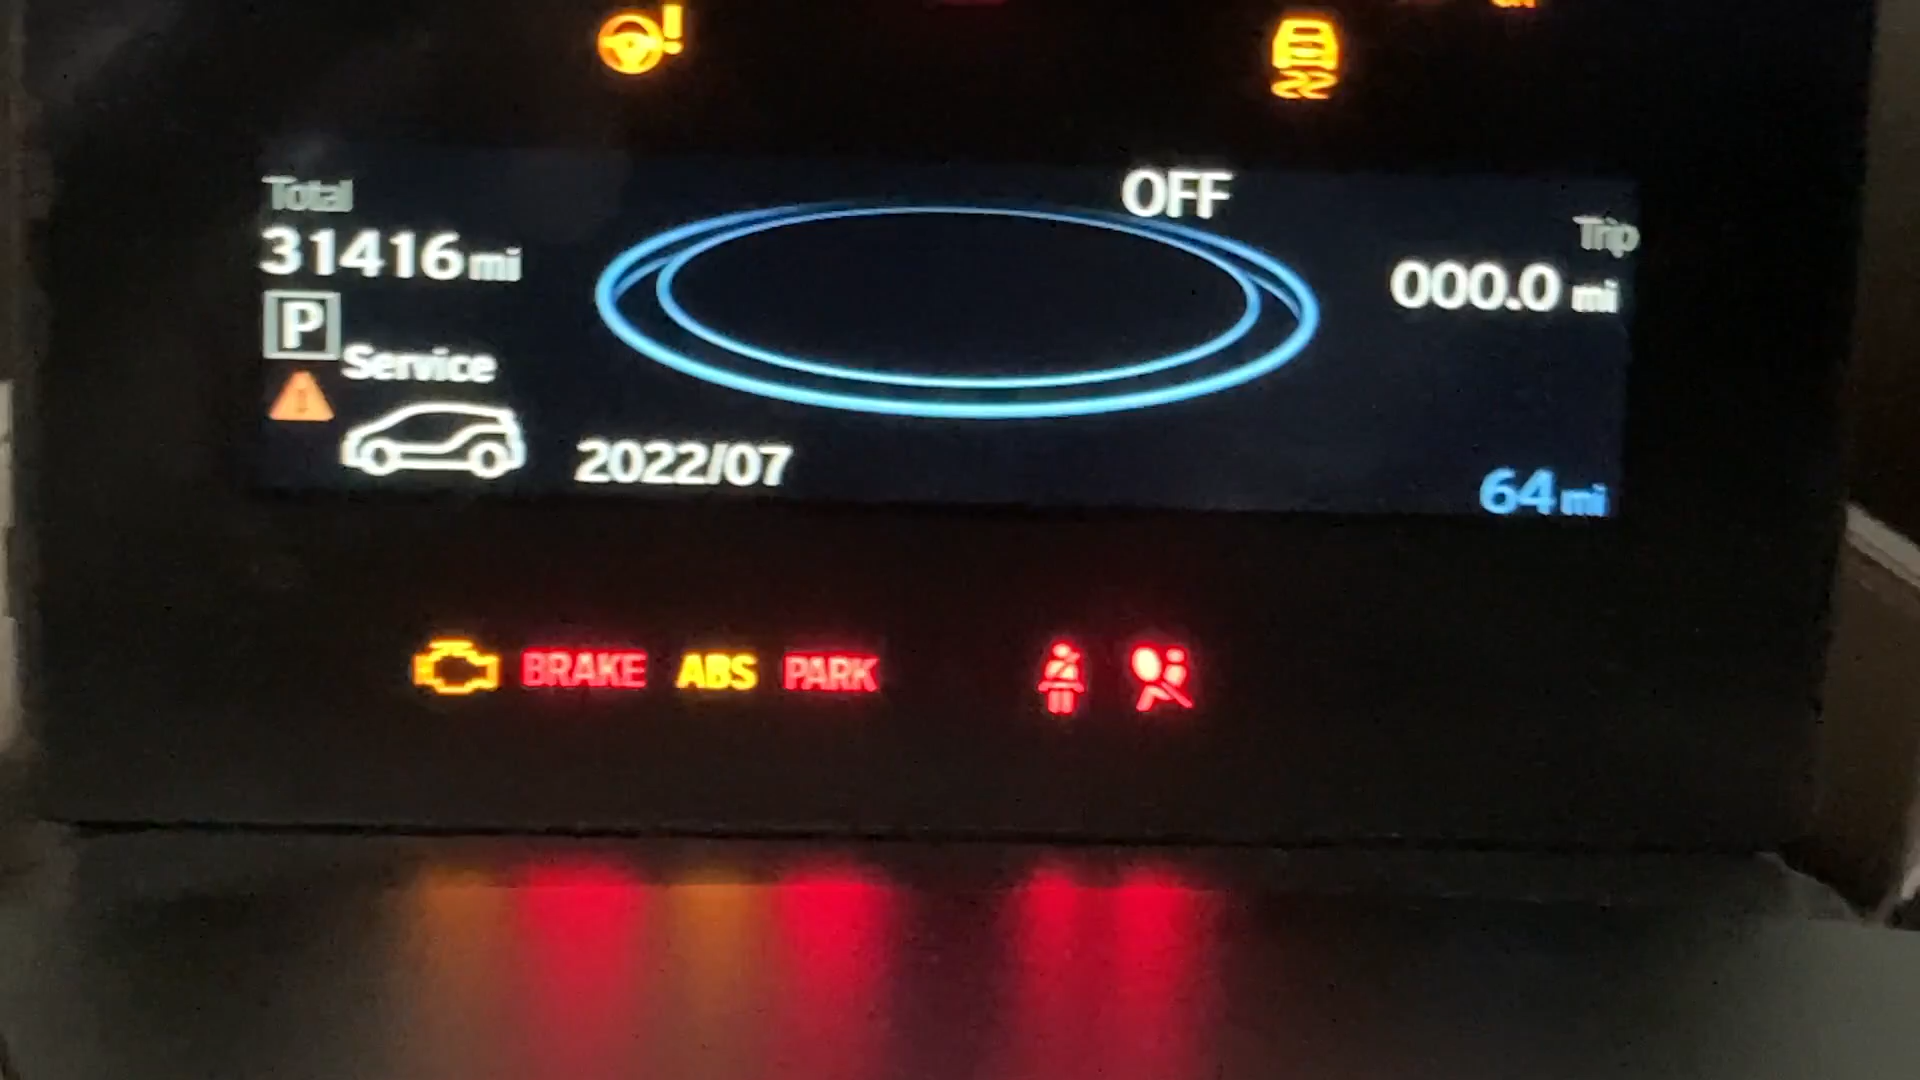 OFF
Total
31416 mi
Trip
000.0 mi
P
Service
2022/07
64 mi
BRAKE ABS PARK